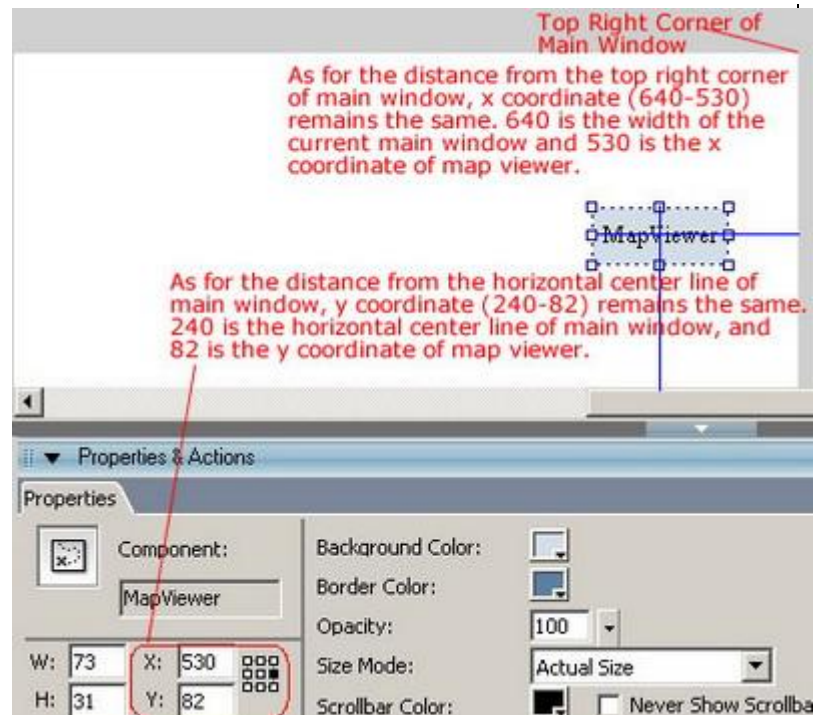 Top Right Corner of
Main Window
As for the distance from the top right corner
of main window, x coordinate (640-530)
remains the same. 640 is the width of the
current main window and 530 is the x
coordinate of map viewer.
MapViewer
As for the distance from the horizontal center line of
main window, y coordinate (240-82) remains the same.
240 is the horizontal center line of main window, and
82 is the y coordinate of map viewer.
Properties & Actions
Properties
Component:
MapViewer
W: 73 X: 530
H: 31 Y: 82
Background Color:
Border Color:
Opacity: 100
Size Mode: Actual Size
Scrollbar Color: Never Show Scrollba